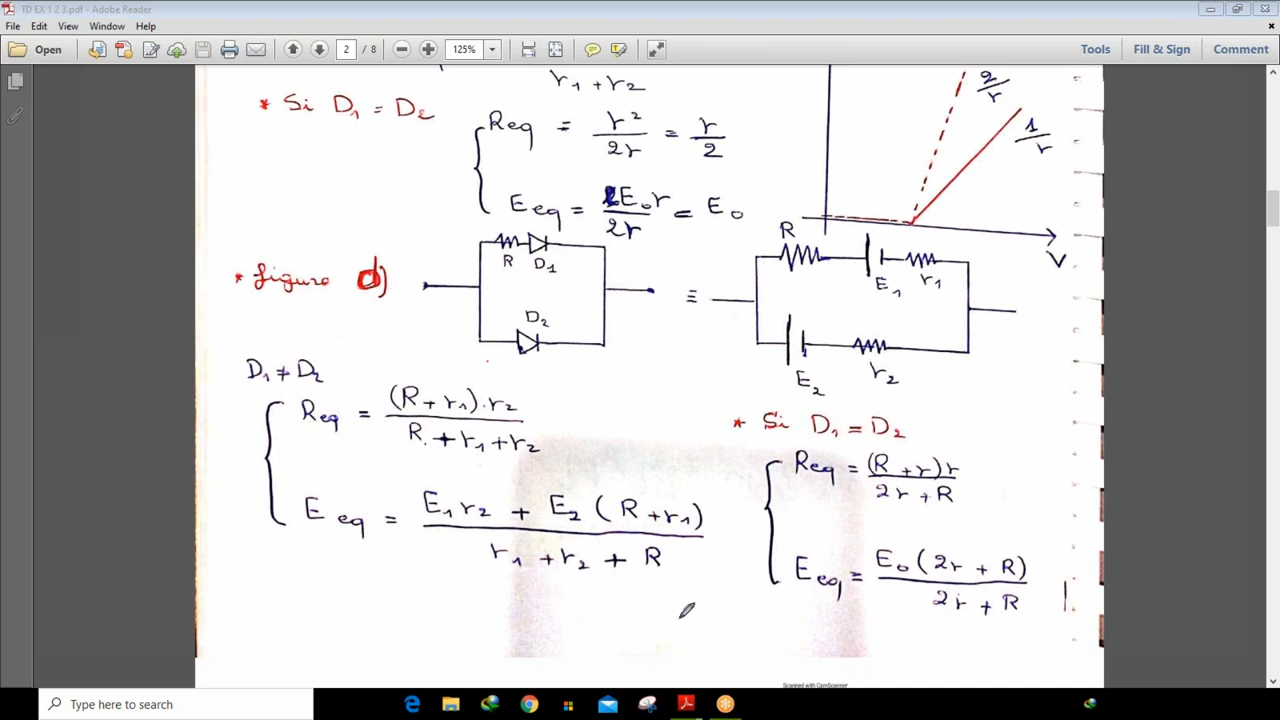 TD EX 1 2 3.pdf - Adobe Reader
File Edit View Window Help
Open 2 / 8 125% Tools Fill & Sign Comment
r1 + r2
* Si D1 = D2
Req = r² / 2r = r / 2
Eeq = 2E0r / 2r = E0
2/r
1/r
V
* figure d)
R D1
D2
≡
R E1 r1
E2 r2
D1 ≠ D2
Req = (R + r1).r2 / R + r1 + r2
Eeq = E1r2 + E2 (R + r1) / r1 + r2 + R
* Si D1 = D2
Req = (R + r)r / 2r + R
Eeq = E0 (2r + R) / 2r + R
Scanned with CamScanner
Type here to search